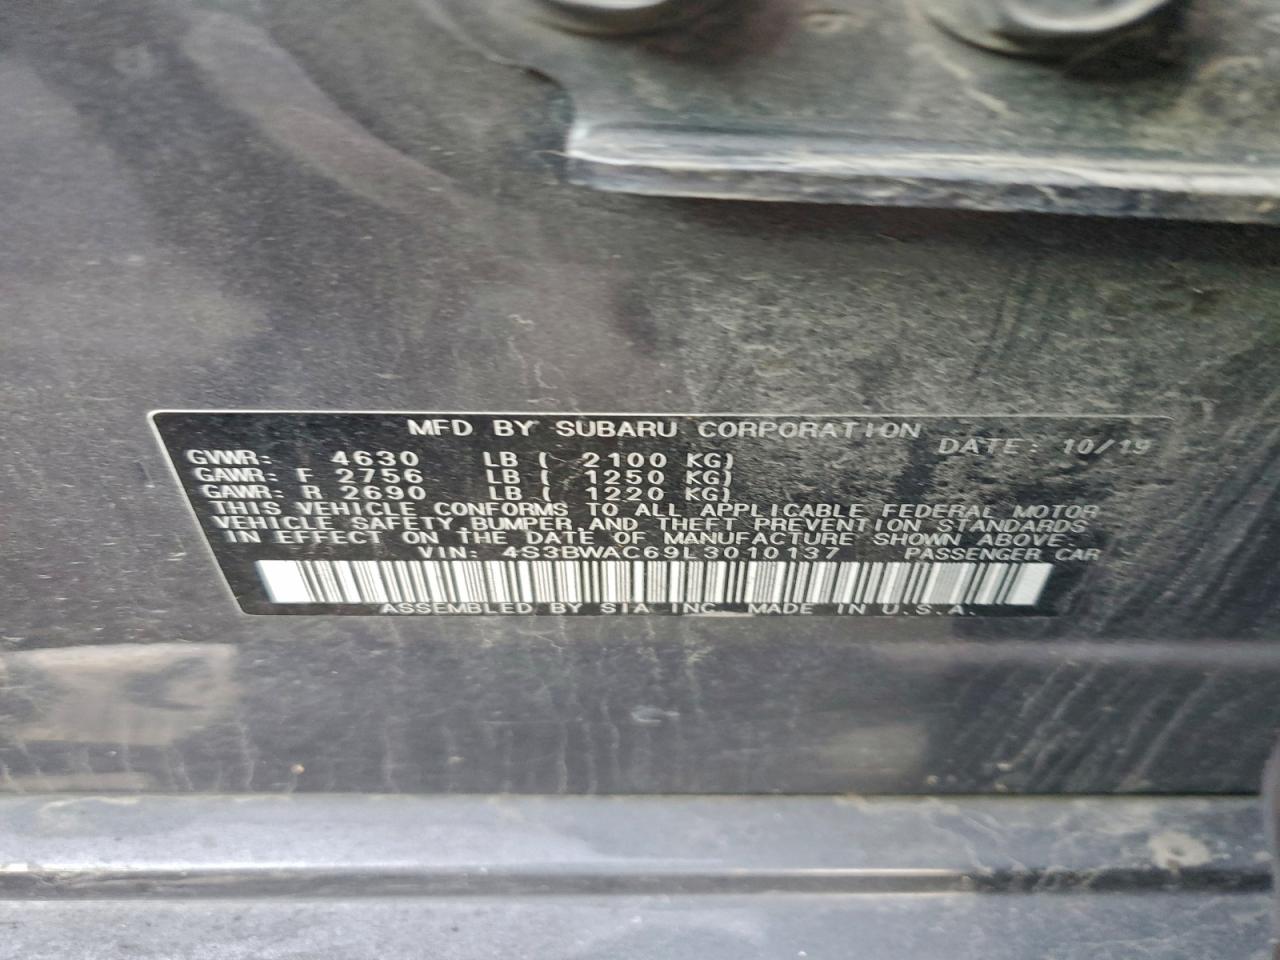 MFD BY SUBARU CORPORATION DATE: 10/19
GVWR: 4630 LB ( 2100 KG)
GAWR: F 2756 LB ( 1250 KG)
GAWR: R 2690 LB ( 1220 KG)
THIS VEHICLE CONFORMS TO ALL APPLICABLE FEDERAL MOTOR
VEHICLE SAFETY,BUMPER,AND THEFT PREVENTION STANDARDS
IN EFFECT ON THE DATE OF MANUFACTURE SHOWN ABOVE.
VIN: 4S3BWAC69L3010137 PASSENGER CAR
ASSEMBLED BY SIA INC. MADE IN U.S.A.